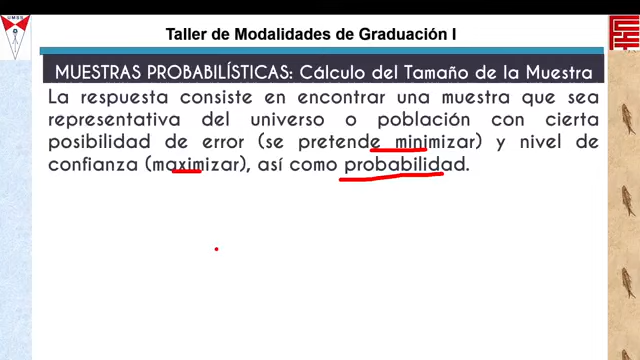 UMSS
Taller de Modalidades de Graduación I
MUESTRAS PROBABILÍSTICAS: Cálculo del Tamaño de la Muestra
La respuesta consiste en encontrar una muestra que sea
representativa del universo o población con cierta
posibilidad de error (se pretende minimizar) y nivel de
confianza (maximizar), así como probabilidad.